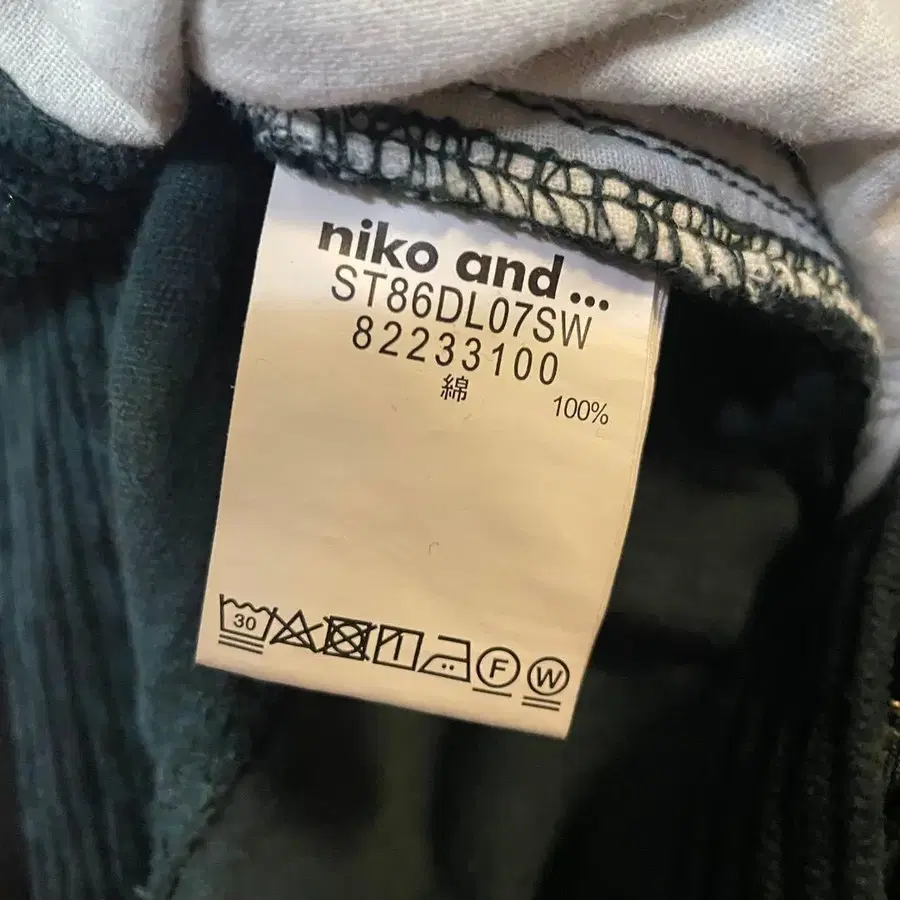 niko and ...
ST86DL07SW
82233100
綿 100%
30
F W